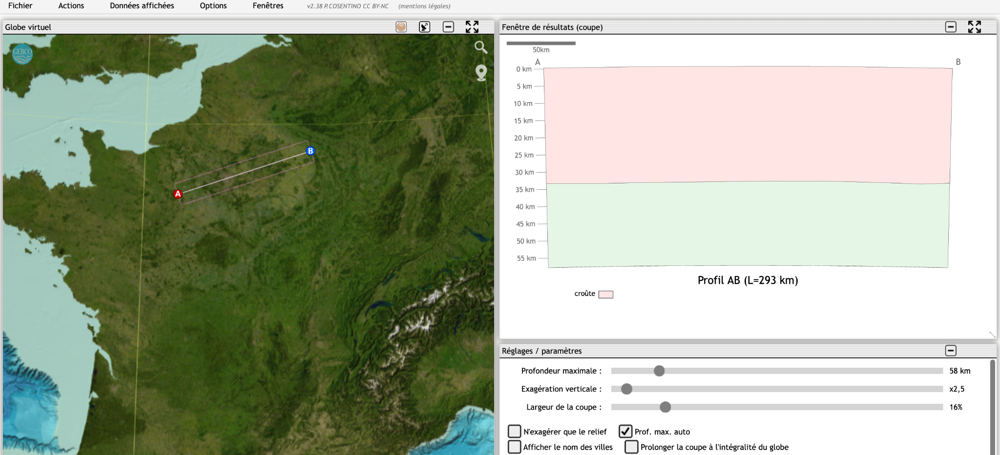 Fichier Actions Données affichées Options Fenêtres v2.38 P.COSENTINO CC BY-NC (mentions légales)
Globe virtuel
GEBCO
A
B
Fenêtre de résultats (coupe)
50km
A
B
0 km
5 km
10 km
15 km
20 km
25 km
30 km
35 km
40 km
45 km
50 km
55 km
Profil AB (L=293 km)
croûte
Réglages / paramètres
Profondeur maximale : 58 km
Exagération verticale : x2,5
Largeur de la coupe : 16%
N'exagérer que le relief Prof. max. auto
Afficher le nom des villes Prolonger la coupe à l'intégralité du globe